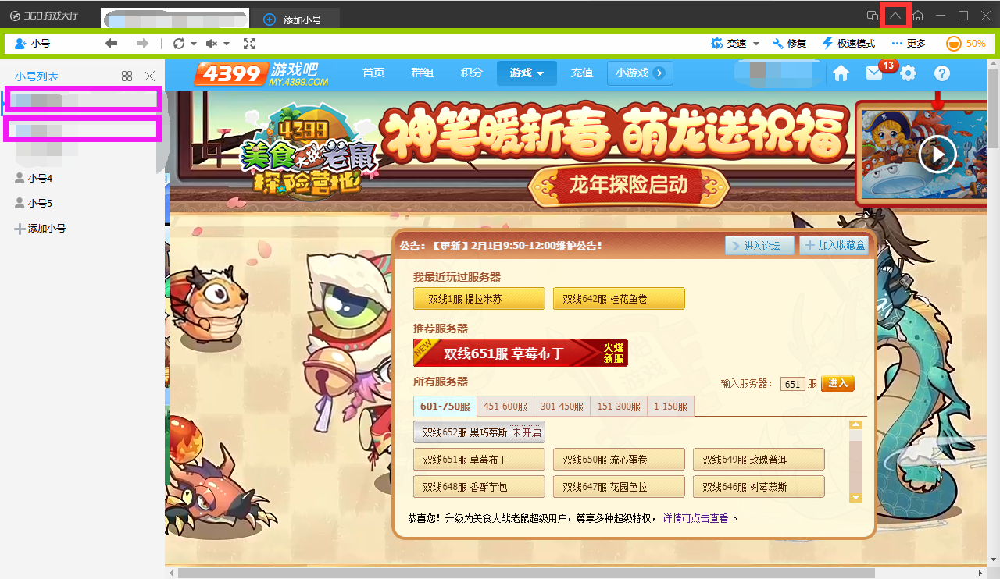 360游戏大厅
添加小号
小号
变速
修复
极速模式
更多
50%
小号列表
小号4
小号5
添加小号
4399 游戏吧
MY.4399.COM
首页 群组 积分 游戏 充值 小游戏
13
?
4399
美食大战老鼠
探险营地
神笔暖新春 萌龙送祝福
龙年探险启动
公告：【更新】2月1日9:50-12:00维护公告！
进入论坛
加入收藏盒
我最近玩过服务器
双线1服 提拉米苏
双线642服 桂花鱼卷
推荐服务器
NEW
双线651服 草莓布丁
火爆
新服
所有服务器
输入服务器： 651 服 进入
601-750服 451-600服 301-450服 151-300服 1-150服
双线652服 黑巧萝斯 未开启
双线651服 草莓布丁 双线650服 流心蛋卷 双线649服 玫瑰普洱
双线648服 香酥芋包 双线647服 花园色拉 双线646服 树莓萝斯
恭喜您！升级为美食大战老鼠超级用户，尊享多种超级特权，详情可点击查看 。